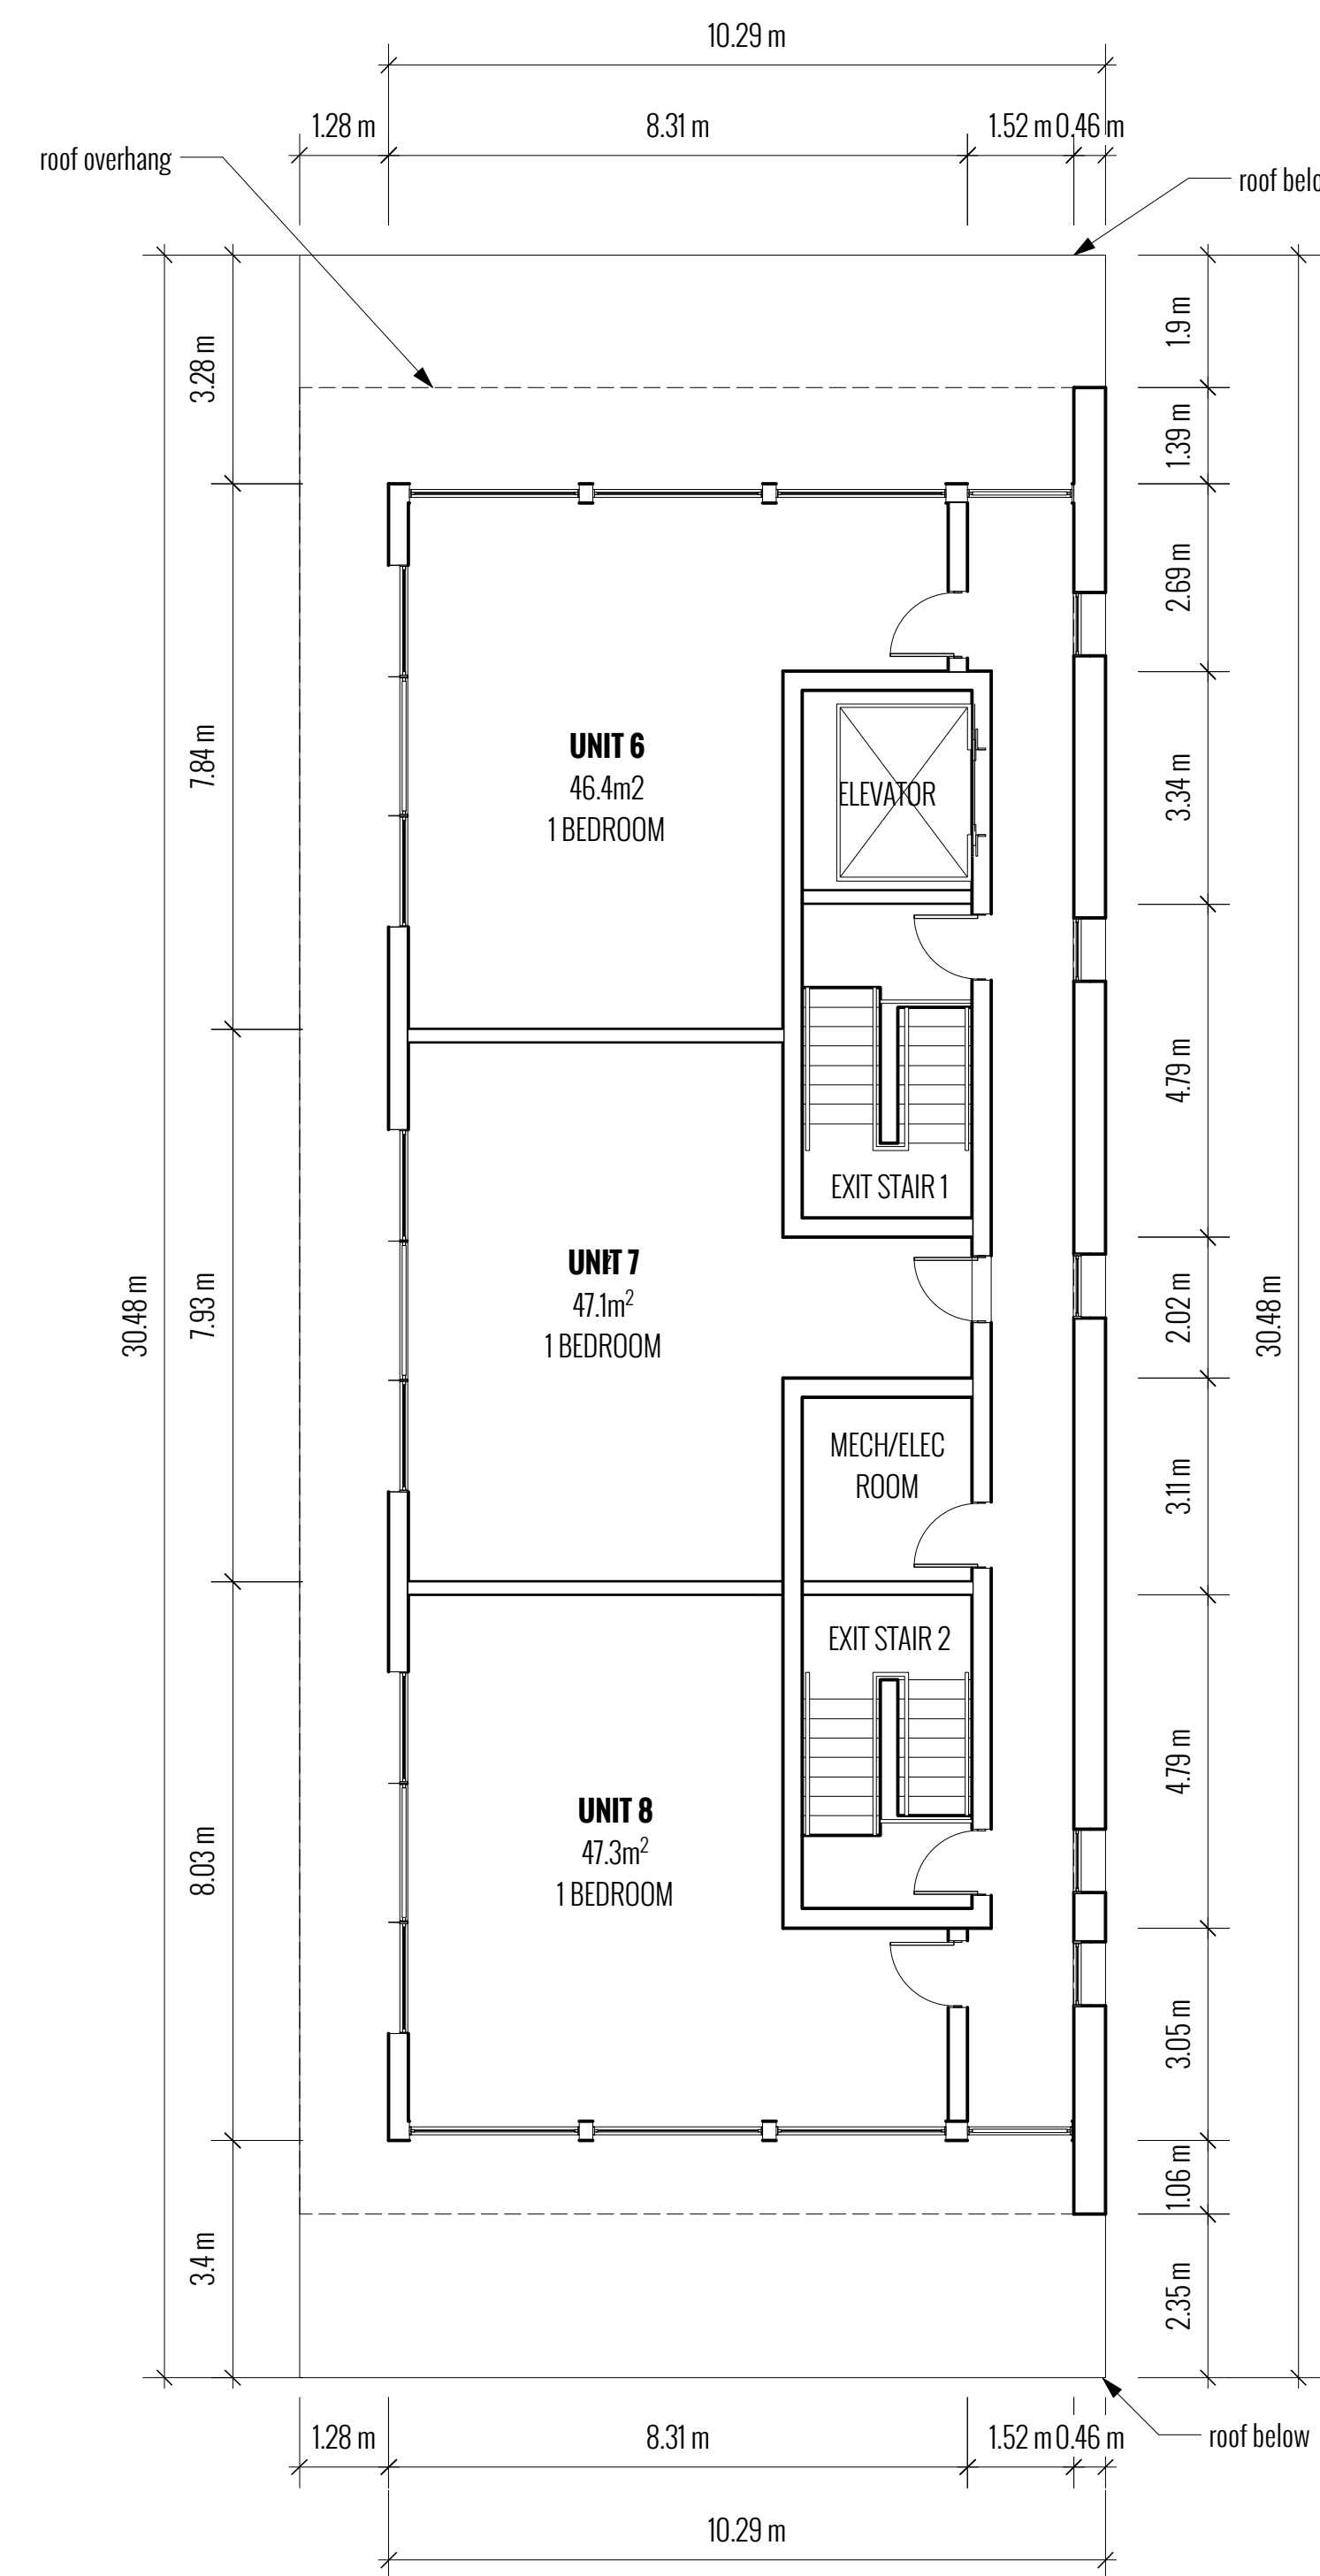 10.29 m
1.28 m
8.31 m
1.52 m
0.46 m
roof overhang
roof belo
3.28 m
1.9 m
1.39 m
2.69 m
7.84 m
UNIT 6
46.4m2
1 BEDROOM
ELEVATOR
3.34 m
4.79 m
EXIT STAIR 1
30.48 m
7.93 m
UNIT 7
47.1m²
1 BEDROOM
2.02 m
30.48 m
MECH/ELEC
ROOM
3.11 m
EXIT STAIR 2
8.03 m
UNIT 8
47.3m²
1 BEDROOM
4.79 m
3.05 m
1.06 m
3.4 m
2.35 m
1.28 m
8.31 m
1.52 m
0.46 m
roof below
10.29 m